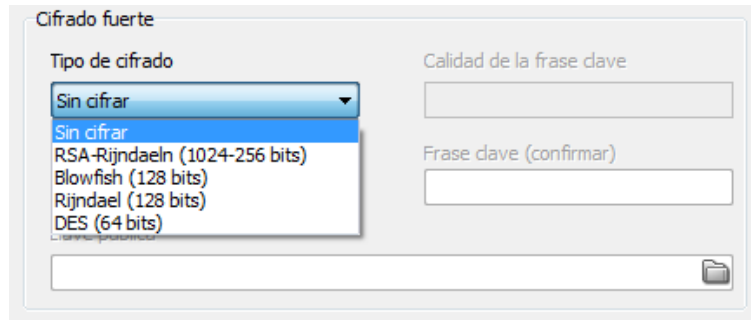 Cifrado fuerte
Tipo de cifrado
Calidad de la frase clave
Sin cifrar
Sin cifrar
RSA-Rijndaeln (1024-256 bits)
Frase clave (confirmar)
Blowfish (128 bits)
Rijndael (128 bits)
DES (64 bits)